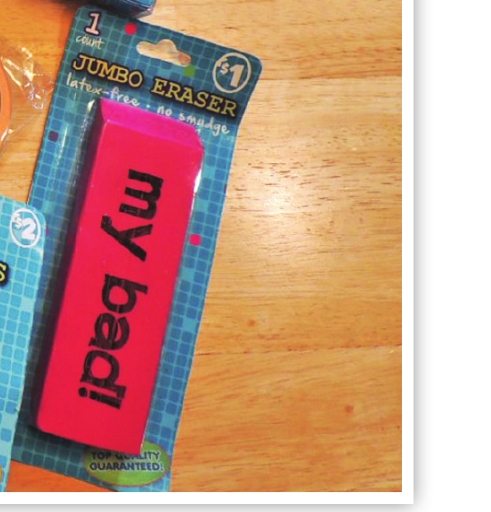 1
count
$1
JUMBO ERASER
latex-free • no smudge
my bad!
TOP QUALITY
GUARANTEED!
$2
S